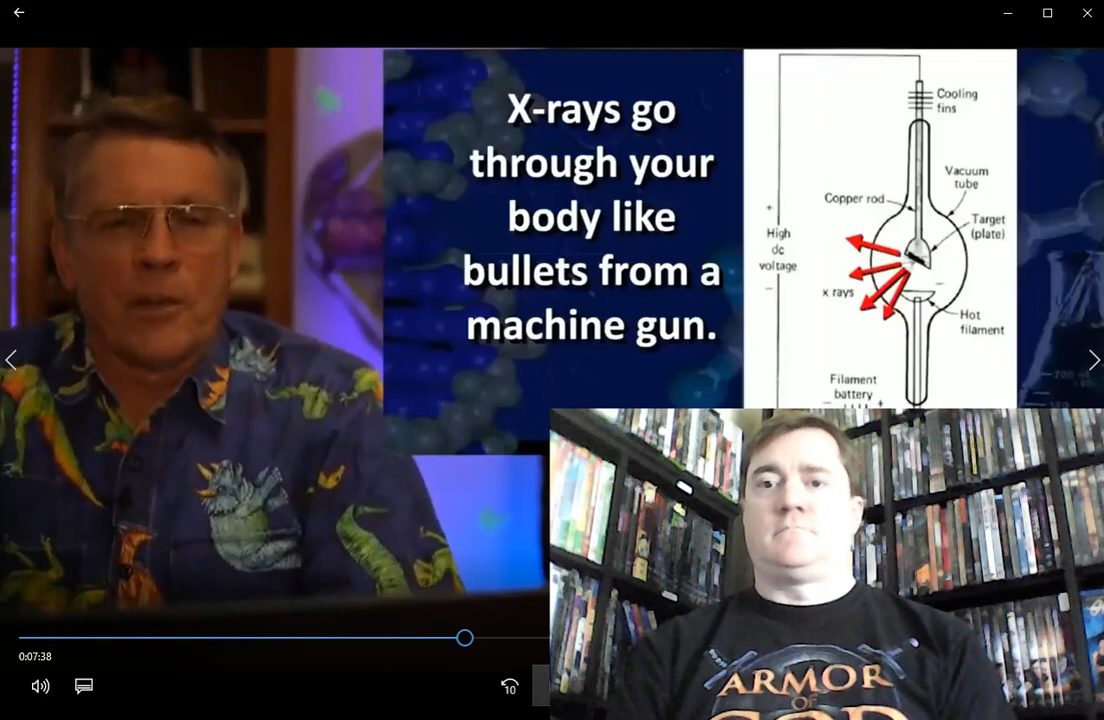 X-rays go
through your
body like
bullets from a
machine gun.
Cooling
fins
Vacuum
tube
Copper rod
Target
(plate)
+
High
dc
voltage
−
x rays
Hot
filament
Filament
battery
− +
0:07:38
10
ARMOR
OF
GOD